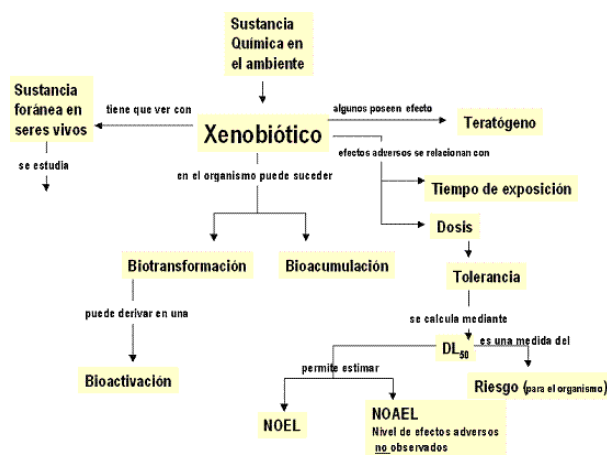 Sustancia
Química en
el ambiente
Sustancia
foránea en
seres vivos
tiene que ver con
Xenobiótico
algunos poseen efecto
Teratógeno
efectos adversos se relacionan con
se estudia
en el organismo puede suceder
Tiempo de exposición
Dosis
Biotransformación
Bioacumulación
Tolerancia
puede derivar en una
se calcula mediante
DL50
es una medida del
Bioactivación
permite estimar
Riesgo (para el organismo)
NOEL
NOAEL
Nivel de efectos adversos
no observados